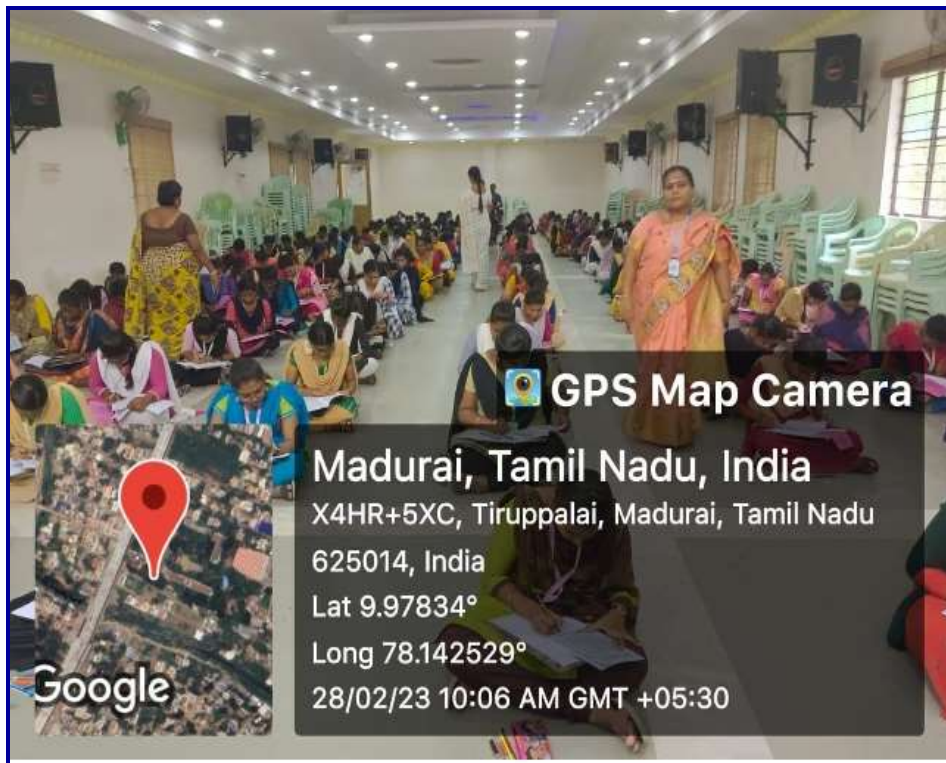 GPS Map Camera
Madurai, Tamil Nadu, India
X4HR+5XC, Tiruppalai, Madurai, Tamil Nadu
625014, India
Lat 9.97834°
Long 78.142529°
28/02/23 10:06 AM GMT +05:30
Google